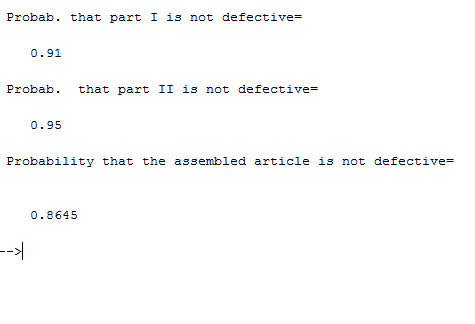 Probab. that part I is not defective=
0.91
Probab.  that part II is not defective=
0.95
Probability that the assembled article is not defective=
0.8645
-->